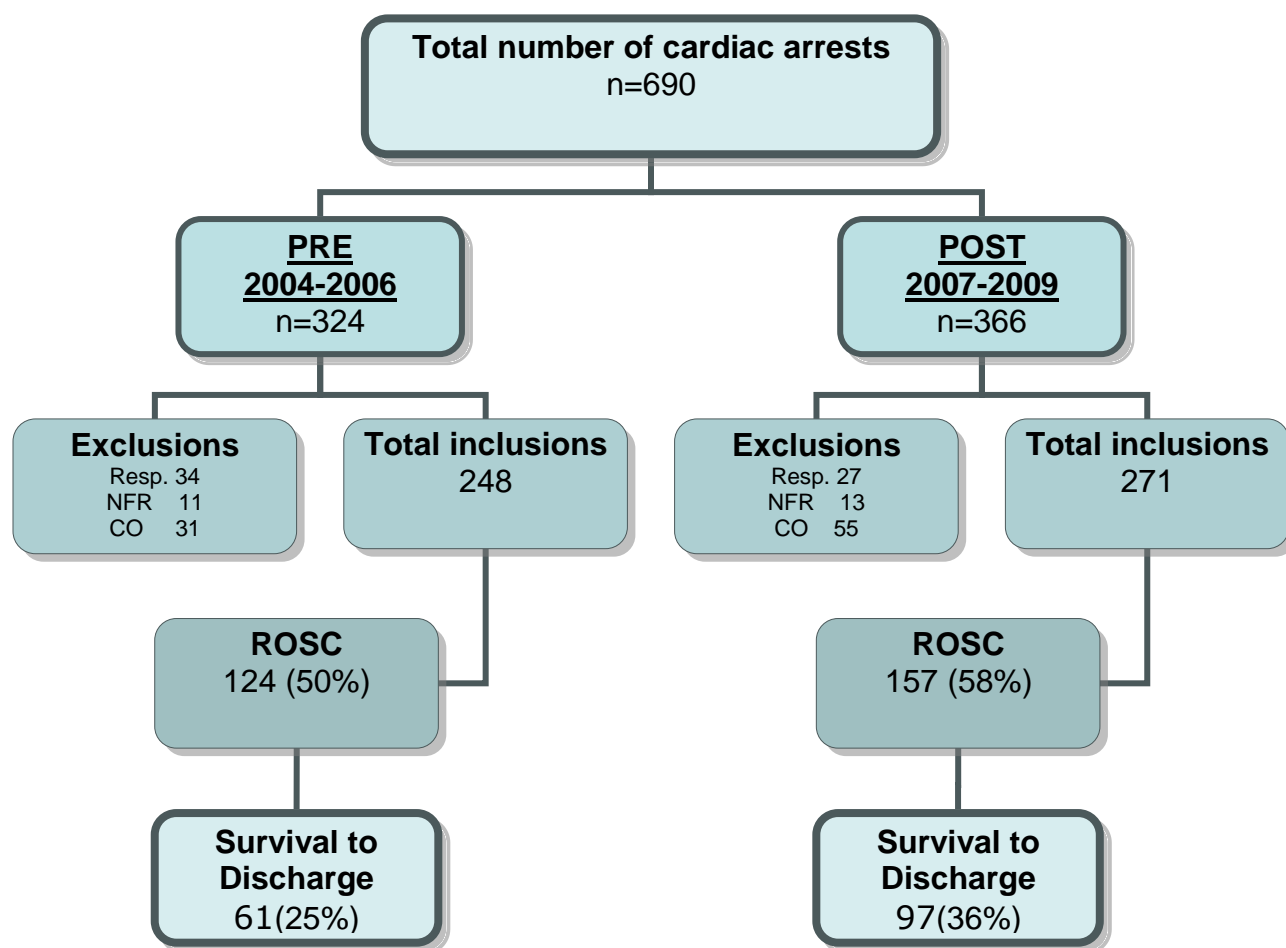 Total number of cardiac arrests
n=690
PRE
2004-2006
n=324
POST
2007-2009
n=366
Exclusions
Resp. 34
NFR 11
CO 31
Total inclusions
248
Exclusions
Resp. 27
NFR 13
CO 55
Total inclusions
271
ROSC
124 (50%)
ROSC
157 (58%)
Survival to
Discharge
61(25%)
Survival to
Discharge
97(36%)